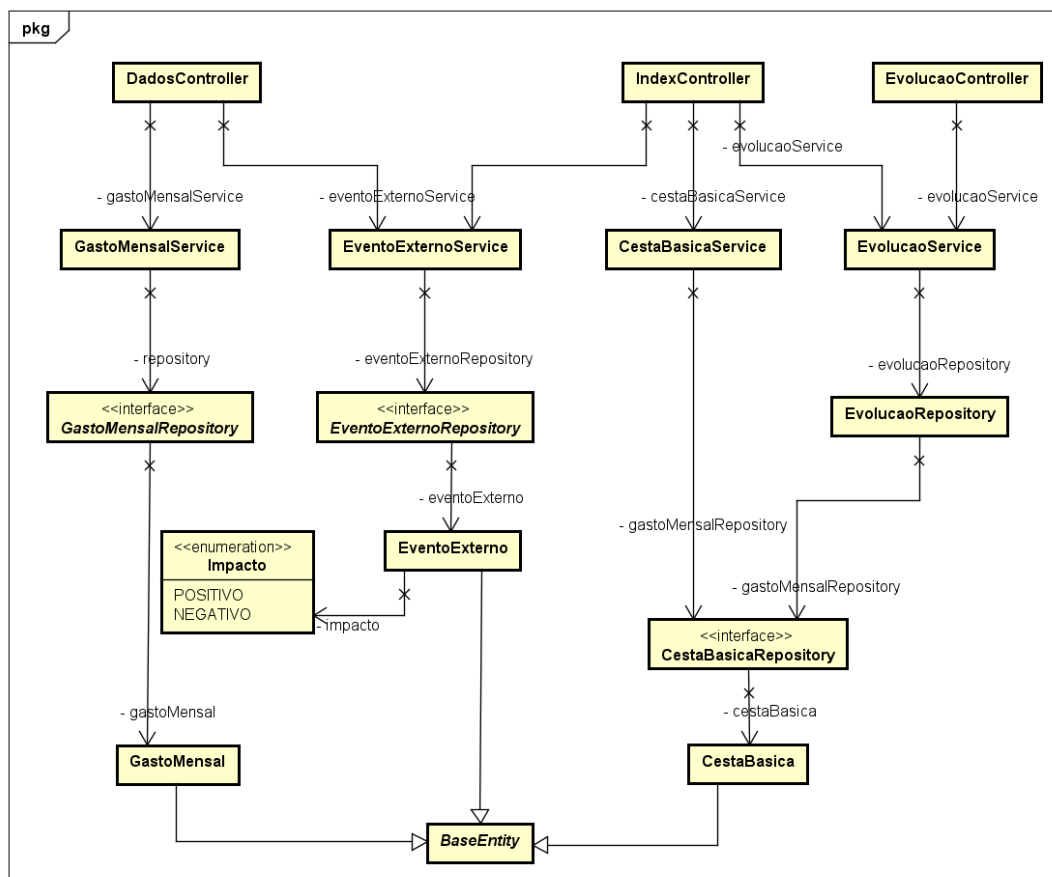 pkg
DadosController
IndexController
EvolucaoController
- evolucaoService
- gastoMensalService
- eventoExternoService
- cestaBasicaService
- evolucaoService
GastoMensalService
EventoExternoService
CestaBasicaService
EvolucaoService
- repository
- eventoExternoRepository
- evolucaoRepository
<<interface>>
GastoMensalRepository
<<interface>>
EventoExternoRepository
EvolucaoRepository
- eventoExterno
- gastoMensalRepository
<<enumeration>>
Impacto
POSITIVO
NEGATIVO
EventoExterno
- gastoMensalRepository
- impacto
<<interface>>
CestaBasicaRepository
- gastoMensal
- cestaBasica
GastoMensal
CestaBasica
BaseEntity